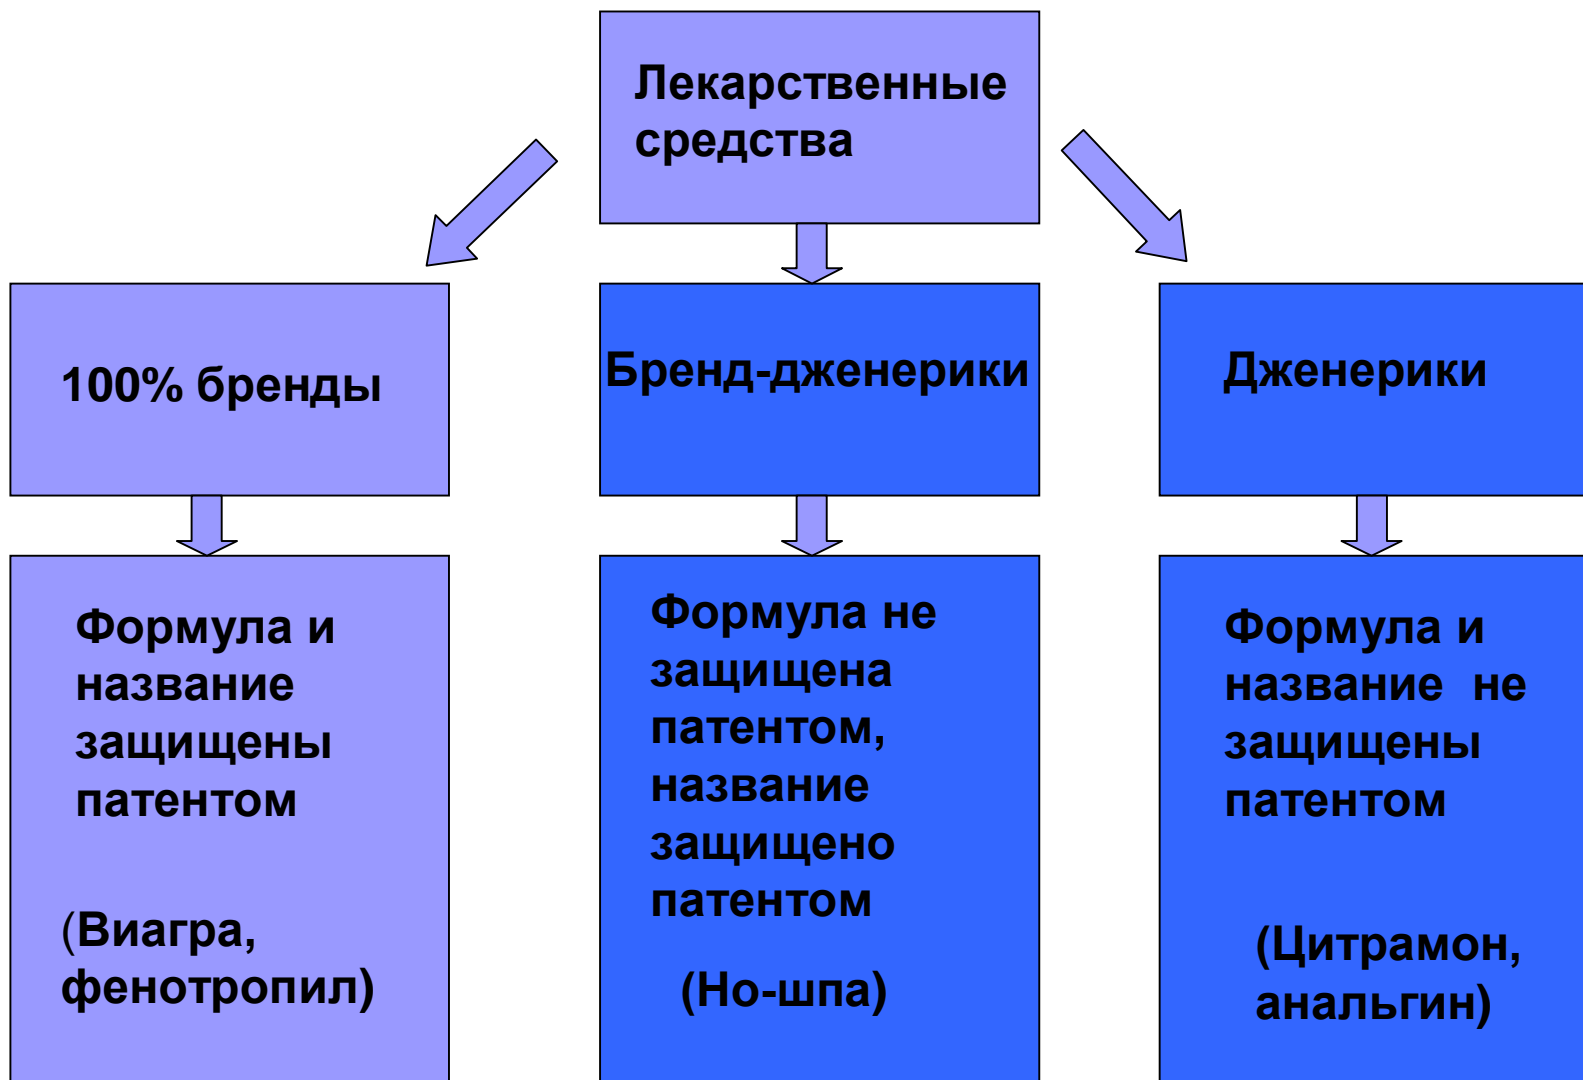 Лекарственные
средства
100% бренды
Бренд-дженерики
Дженерики
Формула и
название
защищены
патентом
(Виагра,
фенотропил)
Формула не
защищена
патентом,
название
защищено
патентом
(Но-шпа)
Формула и
название не
защищены
патентом
(Цитрамон,
анальгин)